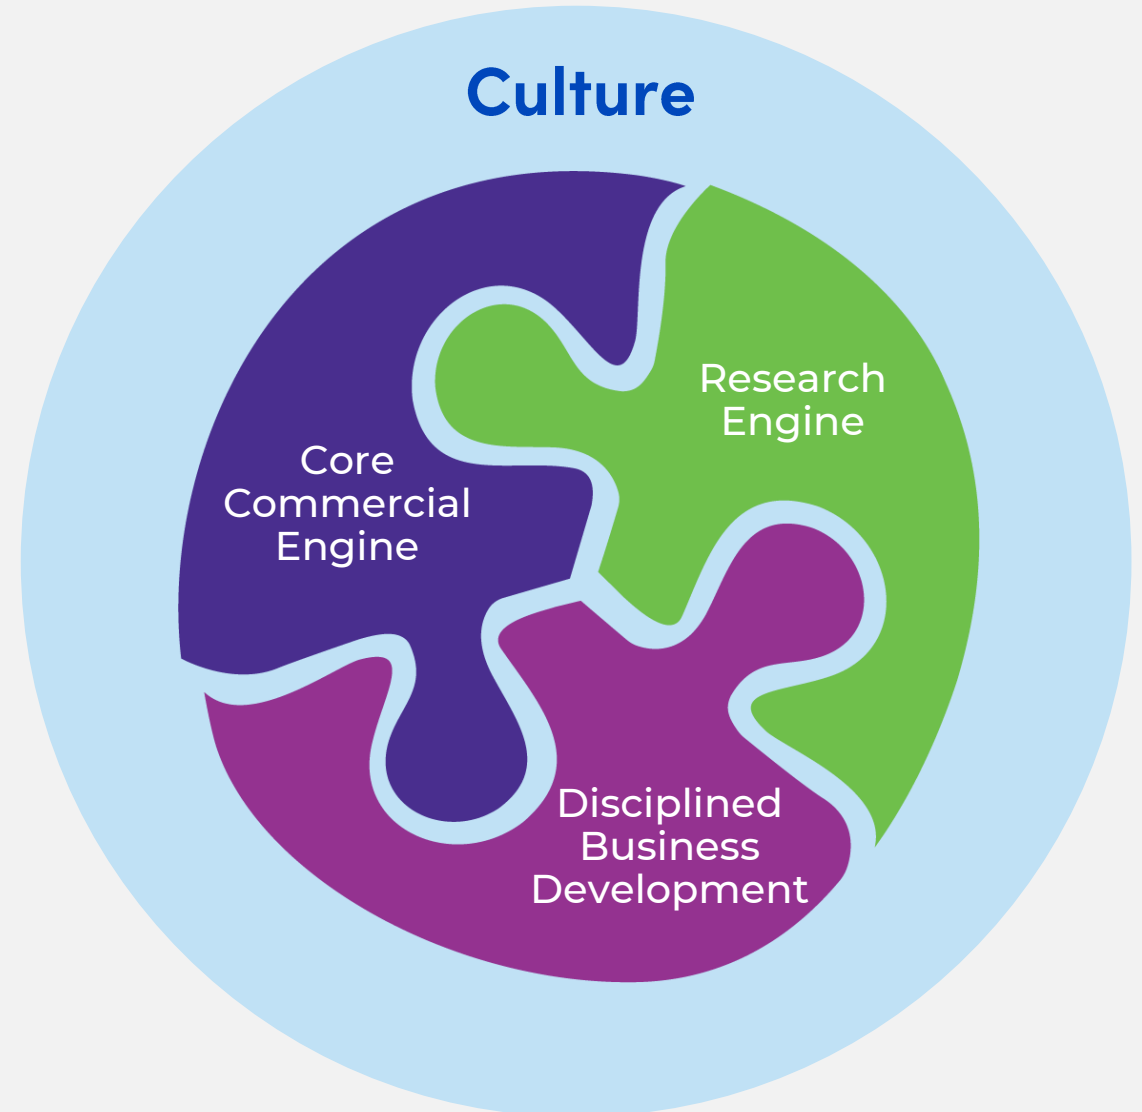 Culture
Research
Engine
Core
Commercial
Engine
Disciplined
Business
Development